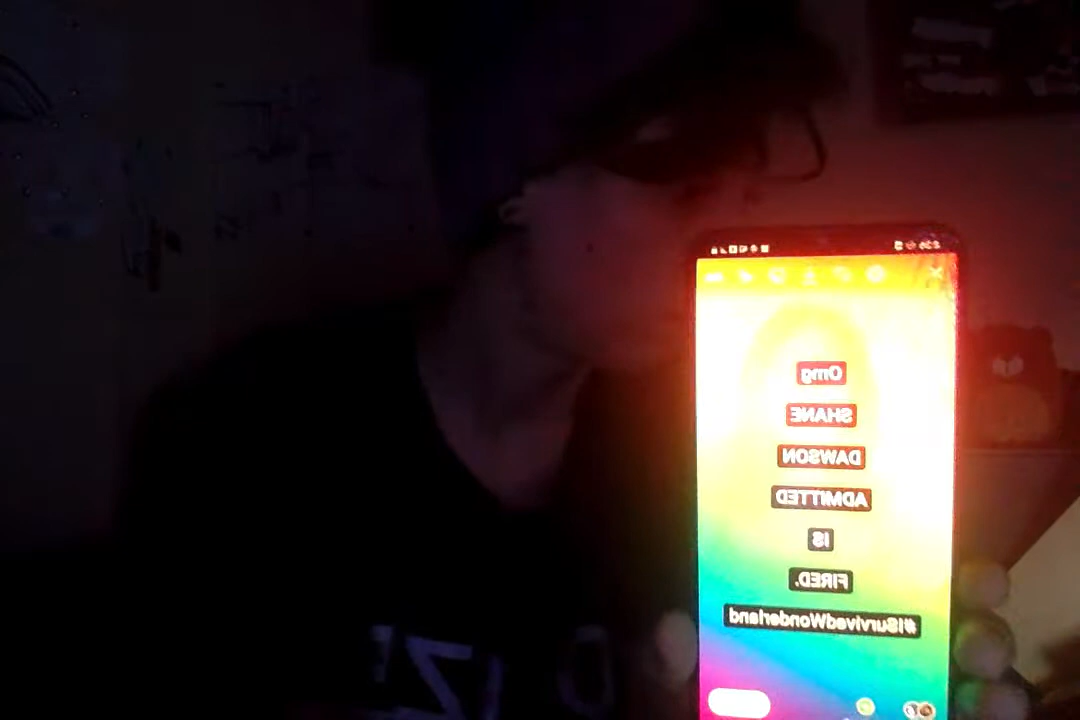 Omg
SHANE
DAWSON
ADMITTED
IS
FIRED.
#ISurvivedWonderland